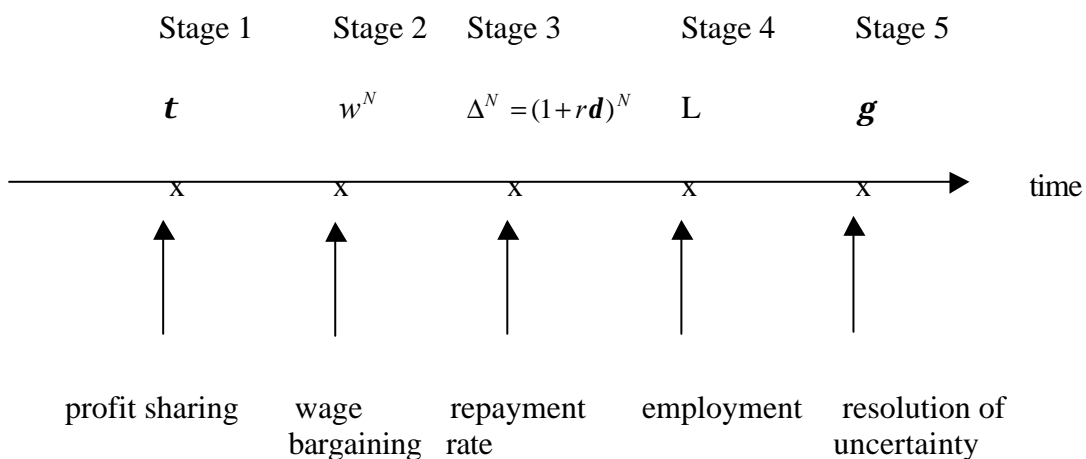 Stage 1 Stage 2 Stage 3 Stage 4 Stage 5
t w^N Δ^N = (1 + rd)^N L g
x x x x x time
profit sharing wage repayment employment resolution of
bargaining rate uncertainty